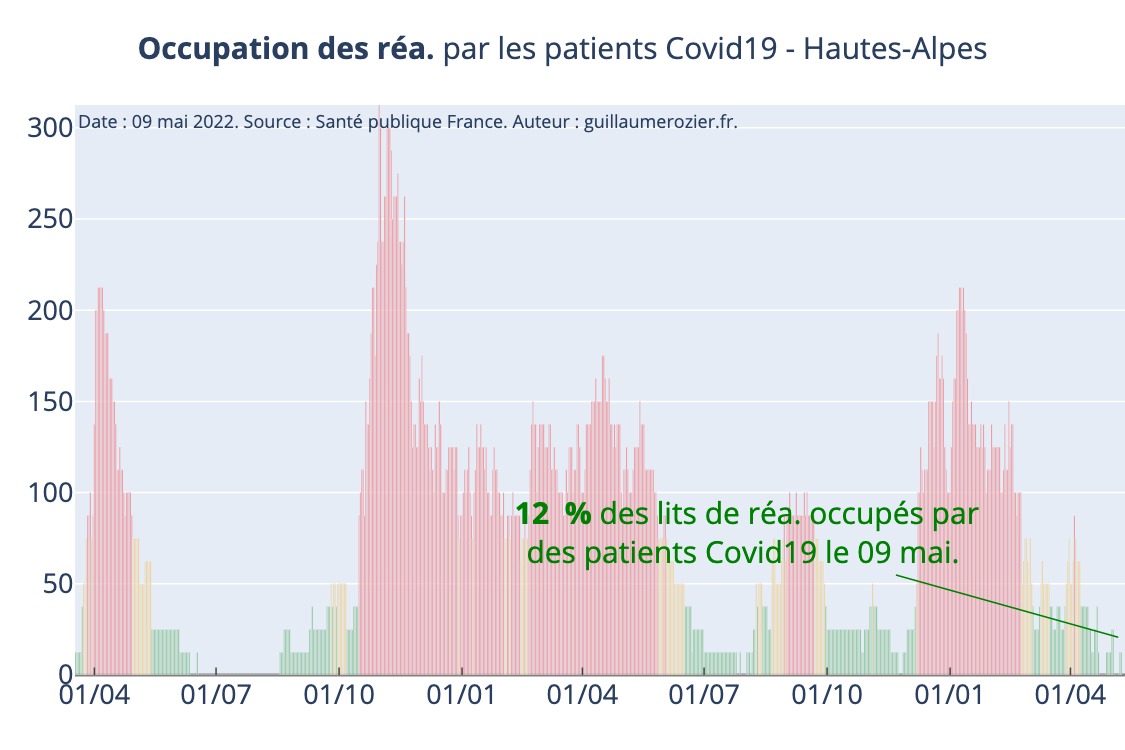 Occupation des réa. par les patients Covid19 - Hautes-Alpes
300
Date : 09 mai 2022. Source : Santé publique France. Auteur : guillaumerozier.fr.
250
200
150
100
12 % des lits de réa. occupés par
des patients Covid19 le 09 mai.
50
0
01/04 01/07 01/10 01/01 01/04 01/07 01/10 01/01 01/04